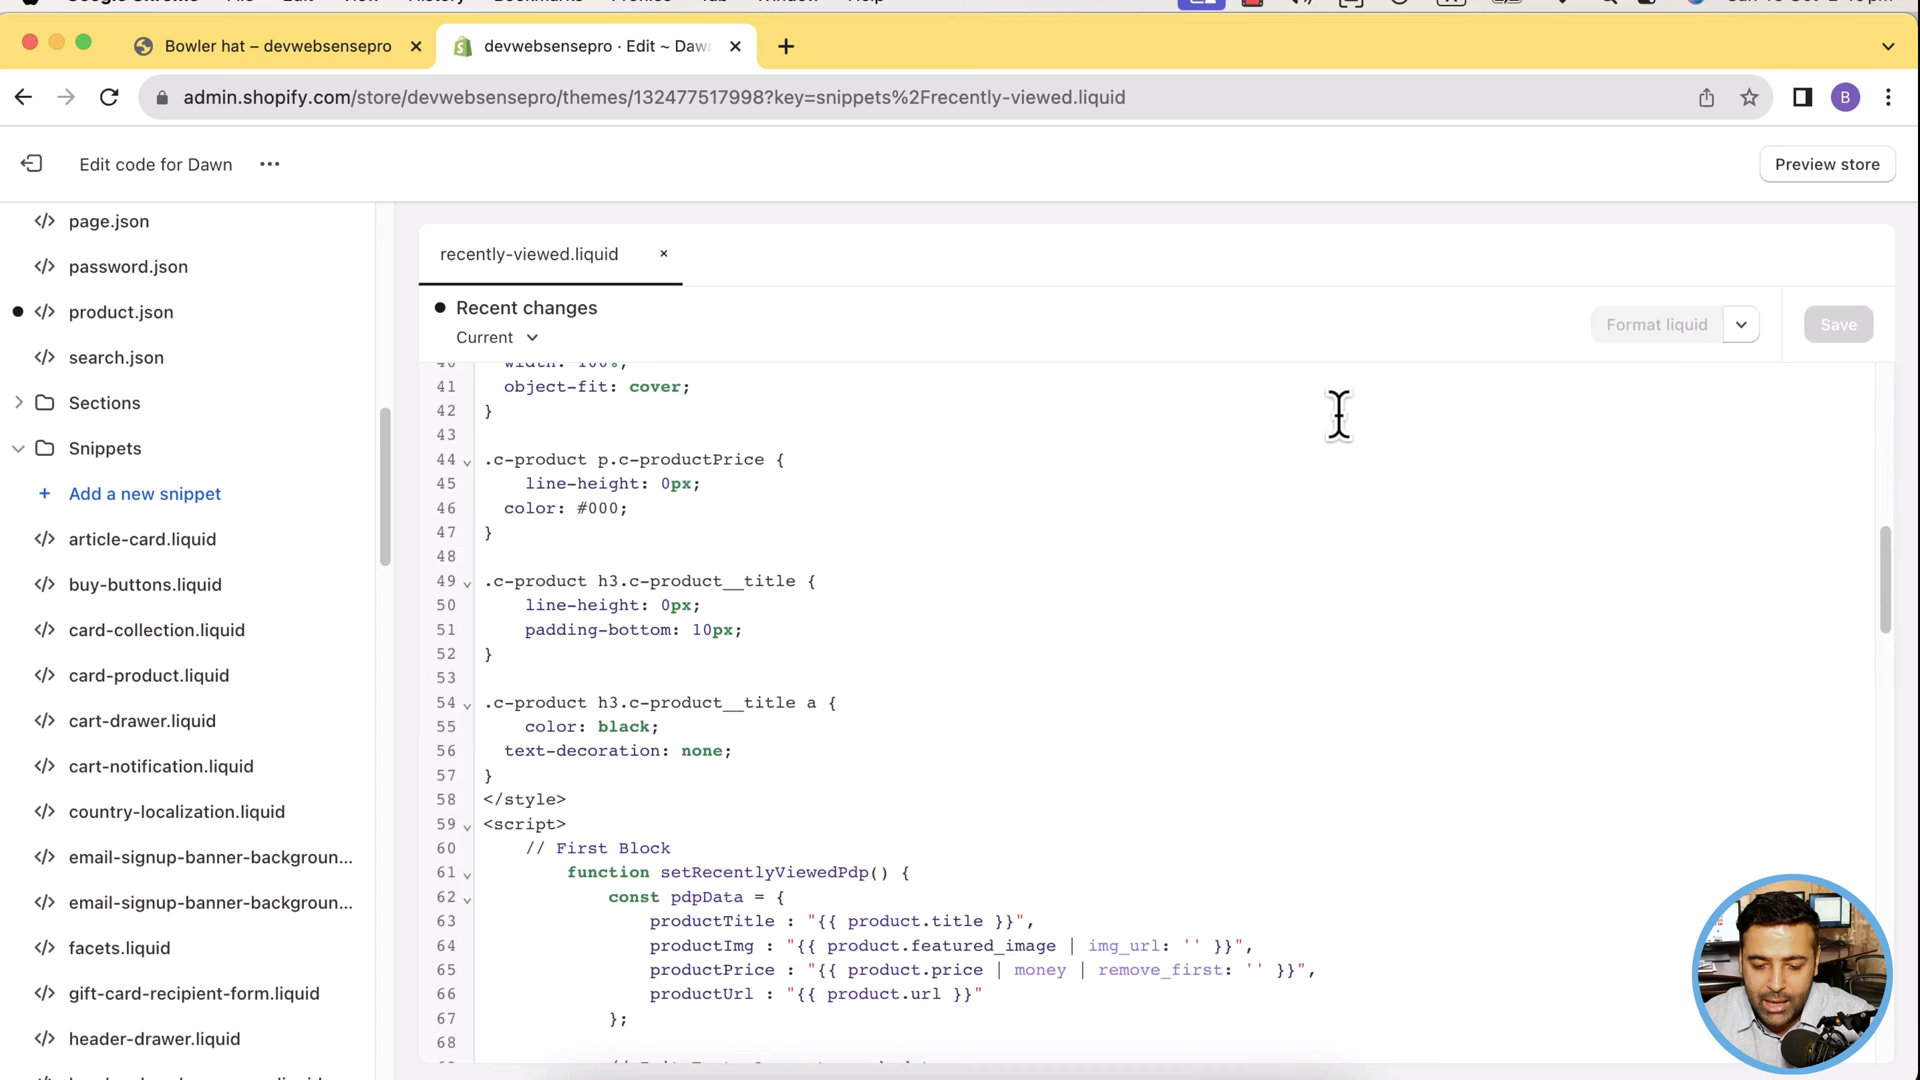 Bowler hat – devwebsensepro
devwebsensepro · Edit ~ Daw
admin.shopify.com/store/devwebsensepro/themes/132477517998?key=snippets%2Frecently-viewed.liquid
B
Edit code for Dawn
Preview store
page.json
password.json
product.json
search.json
Sections
Snippets
+ Add a new snippet
article-card.liquid
buy-buttons.liquid
card-collection.liquid
card-product.liquid
cart-drawer.liquid
cart-notification.liquid
country-localization.liquid
email-signup-banner-backgroun...
email-signup-banner-backgroun...
facets.liquid
gift-card-recipient-form.liquid
header-drawer.liquid
recently-viewed.liquid
Recent changes
Current
Format liquid
Save
40 width: 100%;
41 object-fit: cover;
42 }
43
44 .c-product p.c-productPrice {
45 line-height: 0px;
46 color: #000;
47 }
48
49 .c-product h3.c-product__title {
50 line-height: 0px;
51 padding-bottom: 10px;
52 }
53
54 .c-product h3.c-product__title a {
55 color: black;
56 text-decoration: none;
57 }
58 </style>
59 <script>
60 // First Block
61 function setRecentlyViewedPdp() {
62 const pdpData = {
63 productTitle : "{{ product.title }}",
64 productImg : "{{ product.featured_image | img_url: '' }}",
65 productPrice : "{{ product.price | money | remove_first: '' }}",
66 productUrl : "{{ product.url }}"
67 };
68